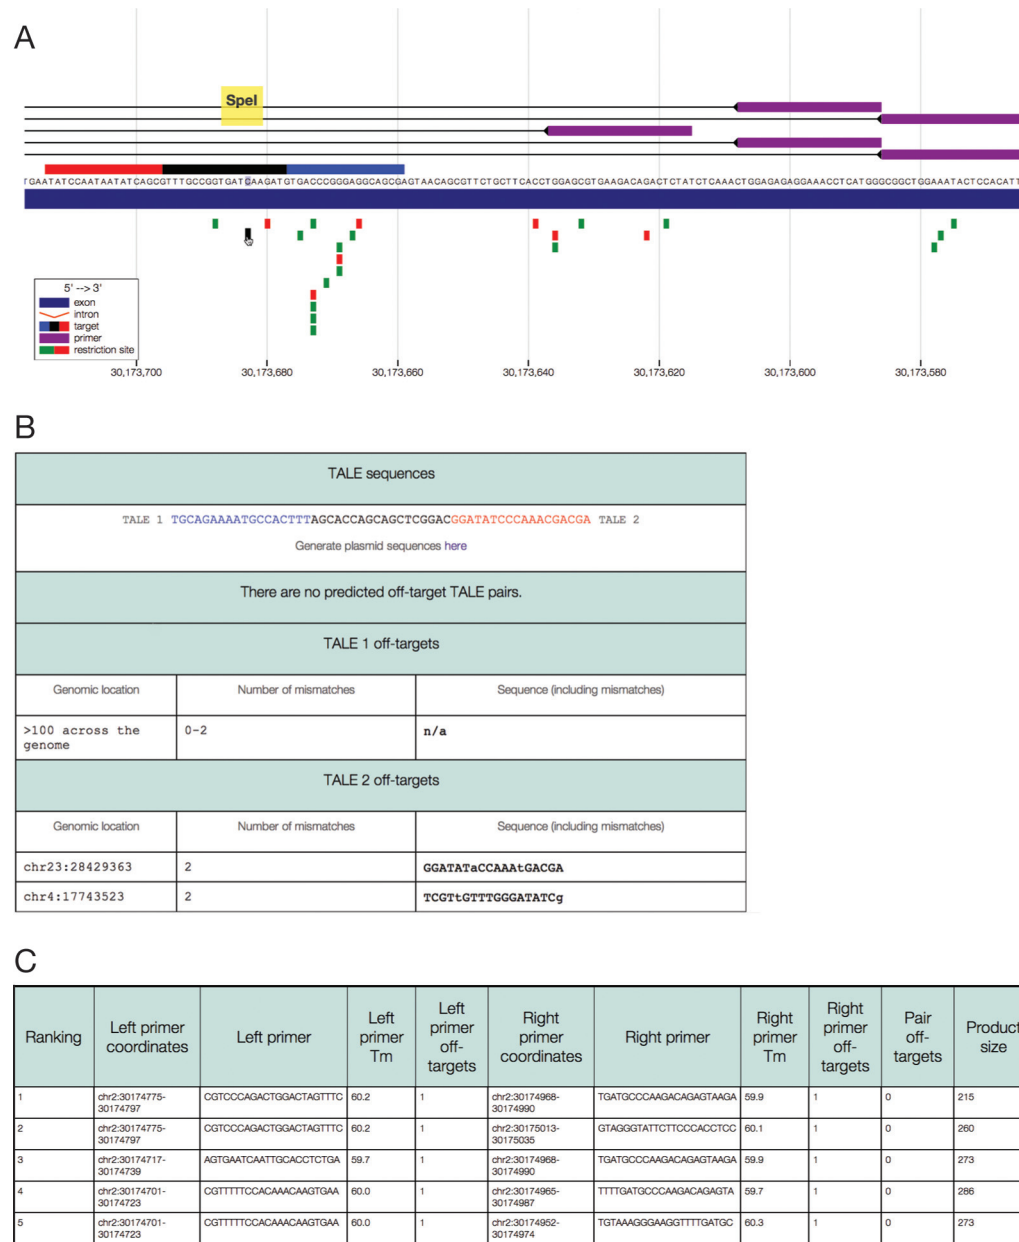 A
SpeI
TGAATATCCAATAATATCAGCGTTTGCCGGTGATCAAGATGTGACCCGGGAGGCAGCGAGTAACAGCGTTCTGCTTCACCTGGAGCGTGAAGACAGACTCTATCTCAAACTGGAGAGAGGAAACCTCATGGGCGGCTGGAAATACTCCACATT
5' --> 3'
exon
intron
target
primer
restriction site
30,173,700 30,173,680 30,173,660 30,173,640 30,173,620 30,173,600 30,173,580
B
TALE sequences
TALE 1 TGCAGAAAATGCCACTTTAGCACCAGCAGCTCGGACGGATATCCCAAACGACGA TALE 2
Generate plasmid sequences here
There are no predicted off-target TALE pairs.
TALE 1 off-targets
Genomic location Number of mismatches Sequence (including mismatches)
>100 across the genome 0-2 n/a
TALE 2 off-targets
Genomic location Number of mismatches Sequence (including mismatches)
chr23:28429363 2 GGATATaCCAAAtGACGA
chr4:17743523 2 TCGTtGTTTGGGATATCg
C
Ranking Left primer coordinates Left primer Left primer Tm Left primer off-targets Right primer coordinates Right primer Right primer Tm Right primer off-targets Pair off-targets Product size
1 chr2:30174775-30174797 CGTCCCAGACTGGACTAGTTTC 60.2 1 chr2:30174968-30174990 TGATGCCCAAGACAGAGTAAGA 59.9 1 0 215
2 chr2:30174775-30174797 CGTCCCAGACTGGACTAGTTTC 60.2 1 chr2:30175013-30175035 GTAGGGTATTCTTCCCACCTCC 60.1 1 0 260
3 chr2:30174717-30174739 AGTGAATCAATTGCACCTCTGA 59.7 1 chr2:30174968-30174990 TGATGCCCAAGACAGAGTAAGA 59.9 1 0 273
4 chr2:30174701-30174723 CGTTTTTCCACAAACAAGTGAA 60.0 1 chr2:30174965-30174987 TTTTGATGCCCAAGACAGAGTA 59.7 1 0 286
5 chr2:30174701-30174723 CGTTTTTCCACAAACAAGTGAA 60.0 1 chr2:30174952-30174974 TGTAAAGGGAAGGTTTTGATGC 60.3 1 0 273